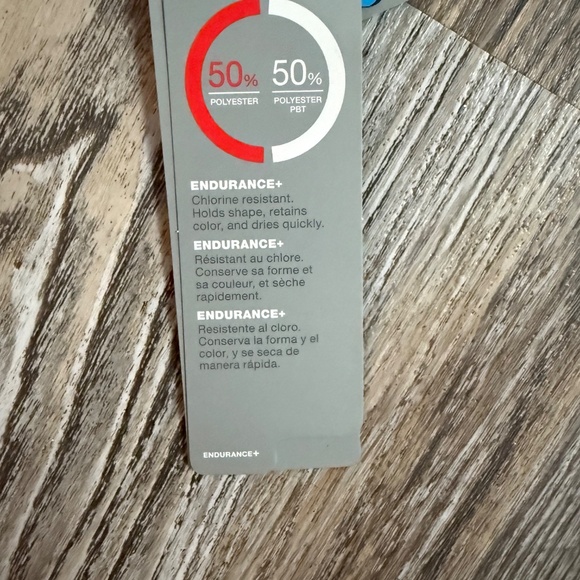 50% 50%
POLYESTER POLYESTER
PBT
ENDURANCE+
Chlorine resistant.
Holds shape, retains
color, and dries quickly.
ENDURANCE+
Résistant au chlore.
Conserve sa forme et
sa couleur, et sèche
rapidement.
ENDURANCE+
Resistente al cloro.
Conserva la forma y el
color, y se seca de
manera rápida.
ENDURANCE+